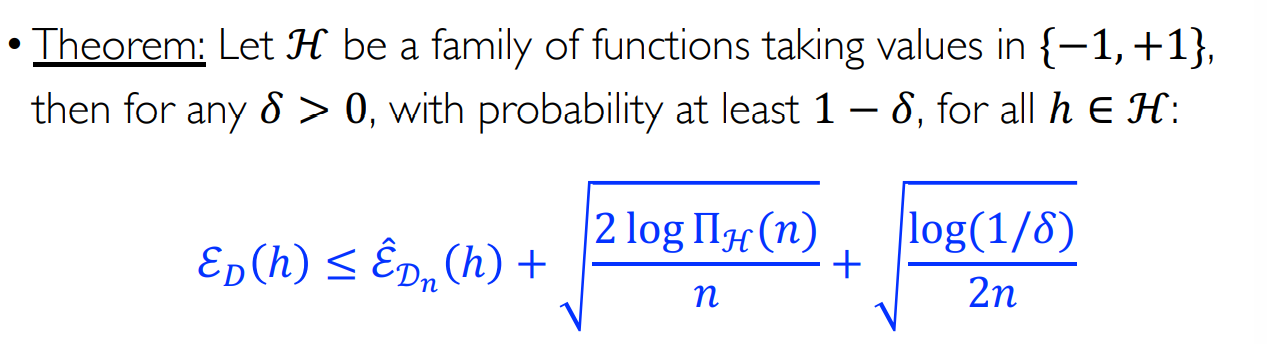 • Theorem: Let ℋ be a family of functions taking values in {−1, +1},
then for any δ > 0, with probability at least 1 − δ, for all h ∈ ℋ:
ℰ_D(h) ≤ ℰ̂_{𝒟_n}(h) + √(2 log Π_ℋ(n) / n) + √(log(1/δ) / 2n)